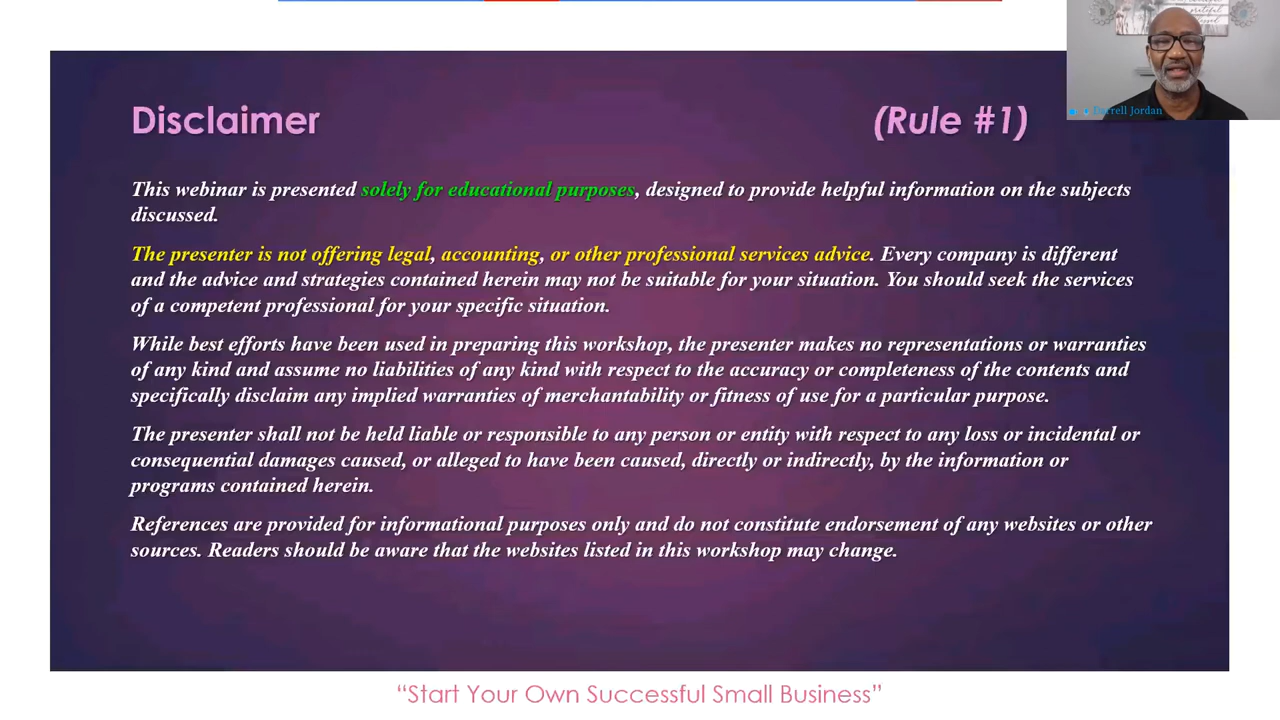 Disclaimer (Rule #1)
Darrell Jordan
This webinar is presented solely for educational purposes, designed to provide helpful information on the subjects
discussed.
The presenter is not offering legal, accounting, or other professional services advice. Every company is different
and the advice and strategies contained herein may not be suitable for your situation. You should seek the services
of a competent professional for your specific situation.
While best efforts have been used in preparing this workshop, the presenter makes no representations or warranties
of any kind and assume no liabilities of any kind with respect to the accuracy or completeness of the contents and
specifically disclaim any implied warranties of merchantability or fitness of use for a particular purpose.
The presenter shall not be held liable or responsible to any person or entity with respect to any loss or incidental or
consequential damages caused, or alleged to have been caused, directly or indirectly, by the information or
programs contained herein.
References are provided for informational purposes only and do not constitute endorsement of any websites or other
sources. Readers should be aware that the websites listed in this workshop may change.
“Start Your Own Successful Small Business”